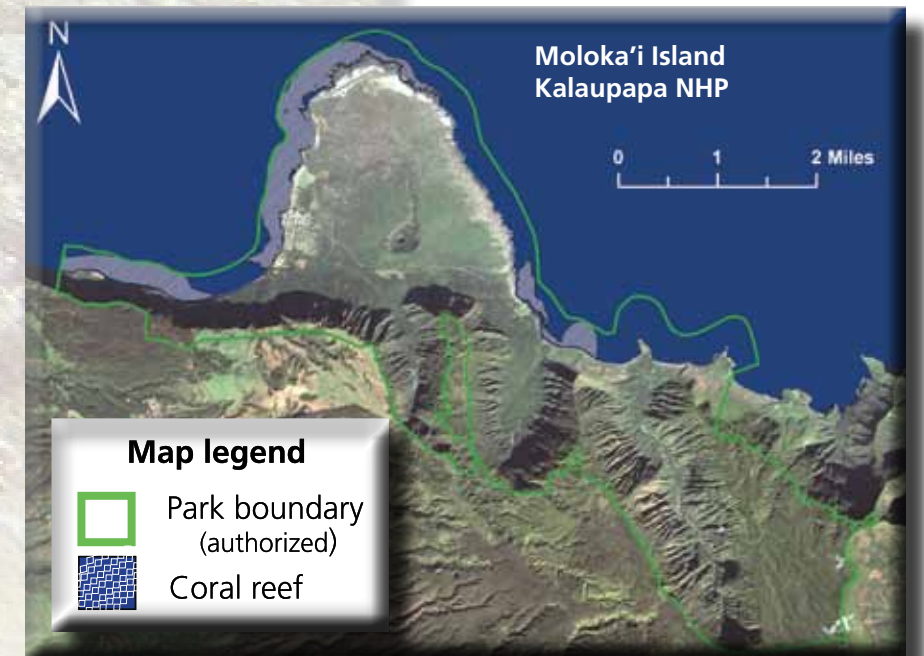 N
Moloka’i Island
Kalaupapa NHP
0 1 2 Miles
Map legend
Park boundary
(authorized)
Coral reef